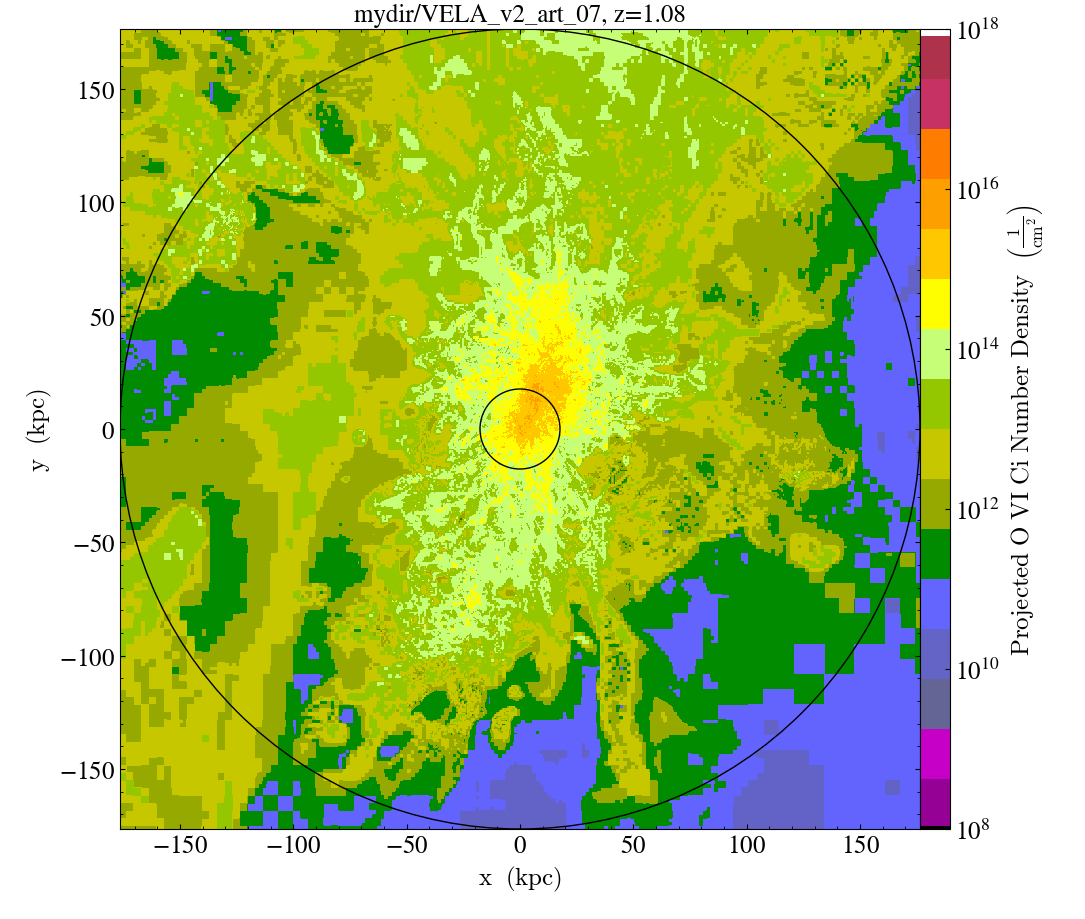 mydir/VELA_v2_art_07, z=1.08
150
100
50
0
−50
−100
−150
y (kpc)
−150 −100 −50 0 50 100 150
x (kpc)
10^18
10^16
10^14
10^12
10^10
10^8
Projected O VI Ci Number Density (1/cm^2)